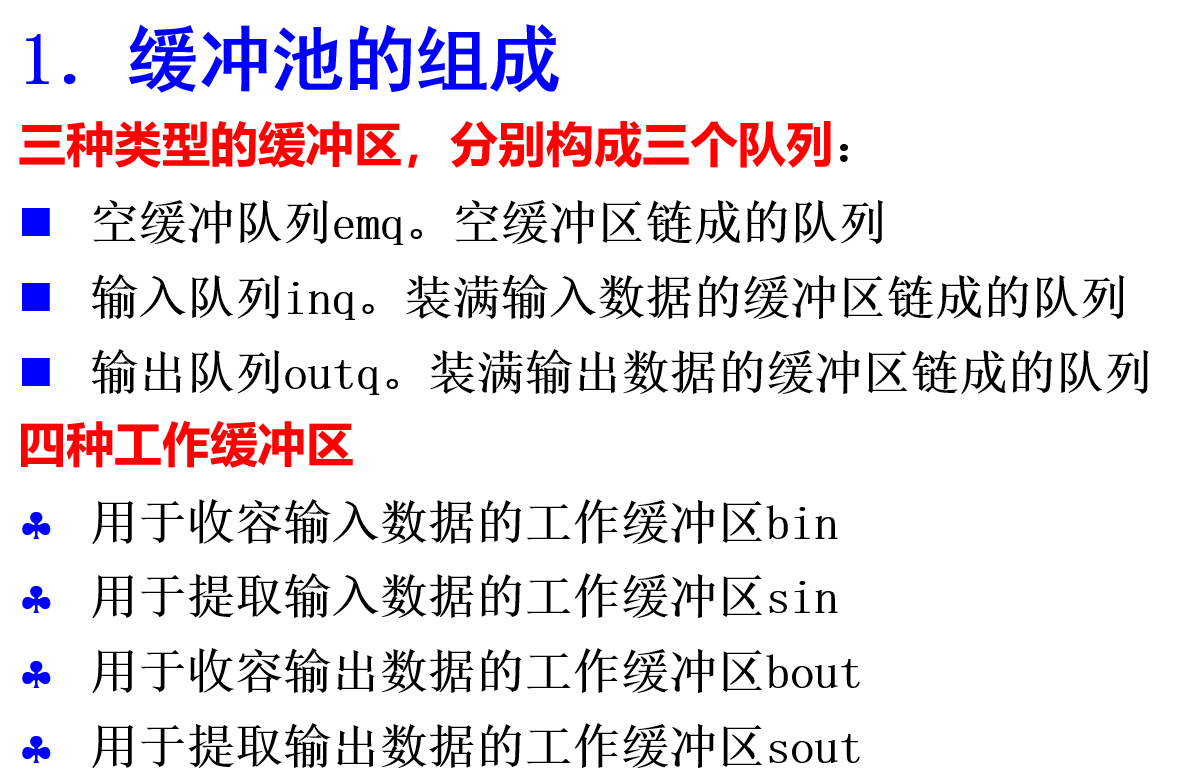 1．缓冲池的组成
三种类型的缓冲区，分别构成三个队列：
■ 空缓冲队列emq。空缓冲区链成的队列
■ 输入队列inq。装满输入数据的缓冲区链成的队列
■ 输出队列outq。装满输出数据的缓冲区链成的队列
四种工作缓冲区
♣ 用于收容输入数据的工作缓冲区bin
♣ 用于提取输入数据的工作缓冲区sin
♣ 用于收容输出数据的工作缓冲区bout
♣ 用于提取输出数据的工作缓冲区sout